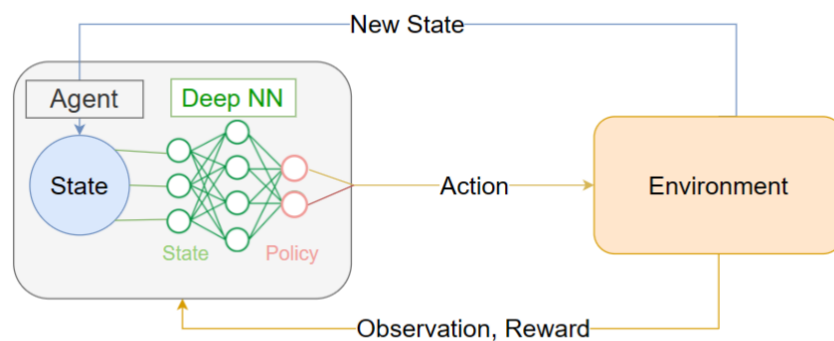 New State
Agent
Deep NN
State
State
Policy
Action
Environment
Observation, Reward